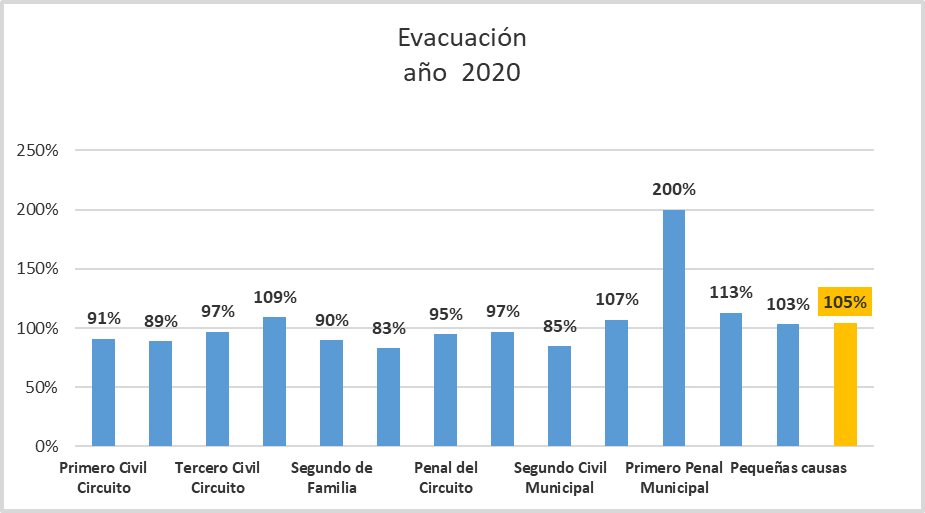 Evacuación
año 2020
250%
200%
150%
100%
50%
0%
91%
89%
97%
109%
90%
83%
95%
97%
85%
107%
200%
113%
103%
105%
Primero Civil
Circuito
Tercero Civil
Circuito
Segundo de
Familia
Penal del
Circuito
Segundo Civil
Municipal
Primero Penal
Municipal
Pequeñas causas